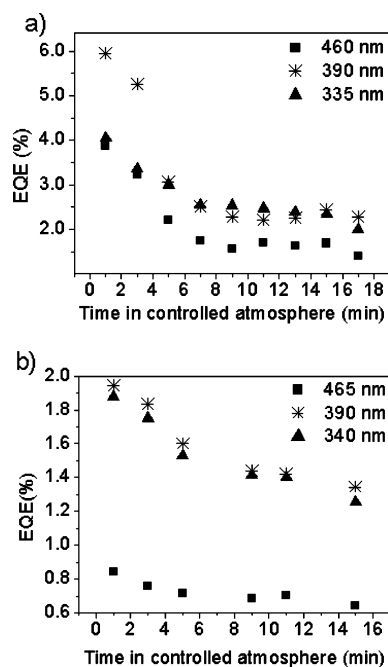 a)
460 nm
390 nm
335 nm
6.0
5.0
4.0
3.0
2.0
EQE (%)
0 2 4 6 8 10 12 14 16 18
Time in controlled atmosphere (min)
b)
465 nm
390 nm
340 nm
2.0
1.8
1.6
1.4
1.2
1.0
0.8
0.6
EQE(%)
0 2 4 6 8 10 12 14 16
Time in controlled atmosphere (min)